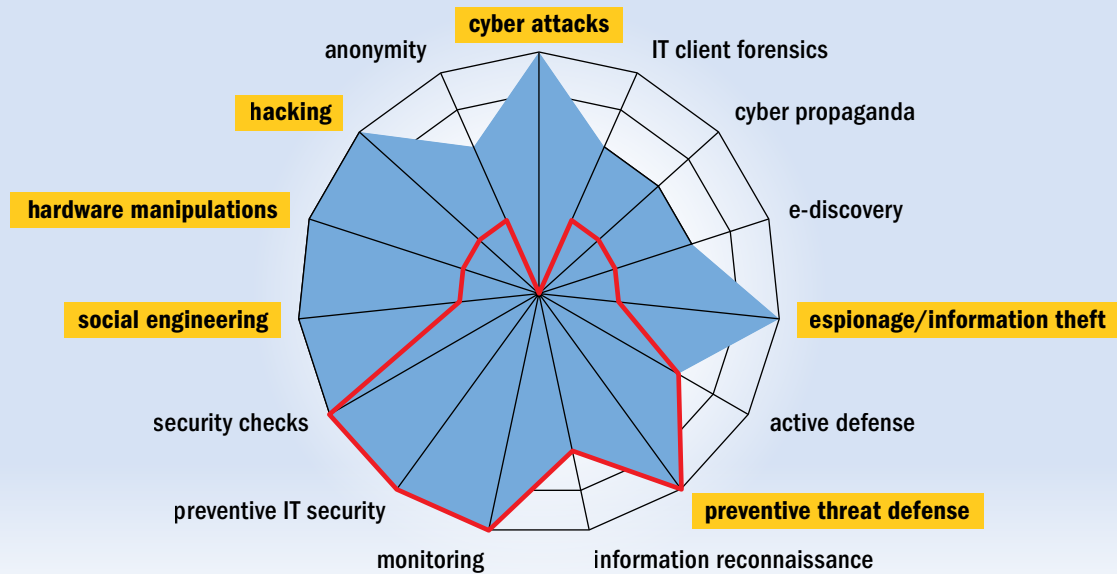 cyber attacks
anonymity
IT client forensics
hacking
cyber propaganda
hardware manipulations
e-discovery
social engineering
espionage/information theft
security checks
active defense
preventive IT security
preventive threat defense
monitoring
information reconnaissance